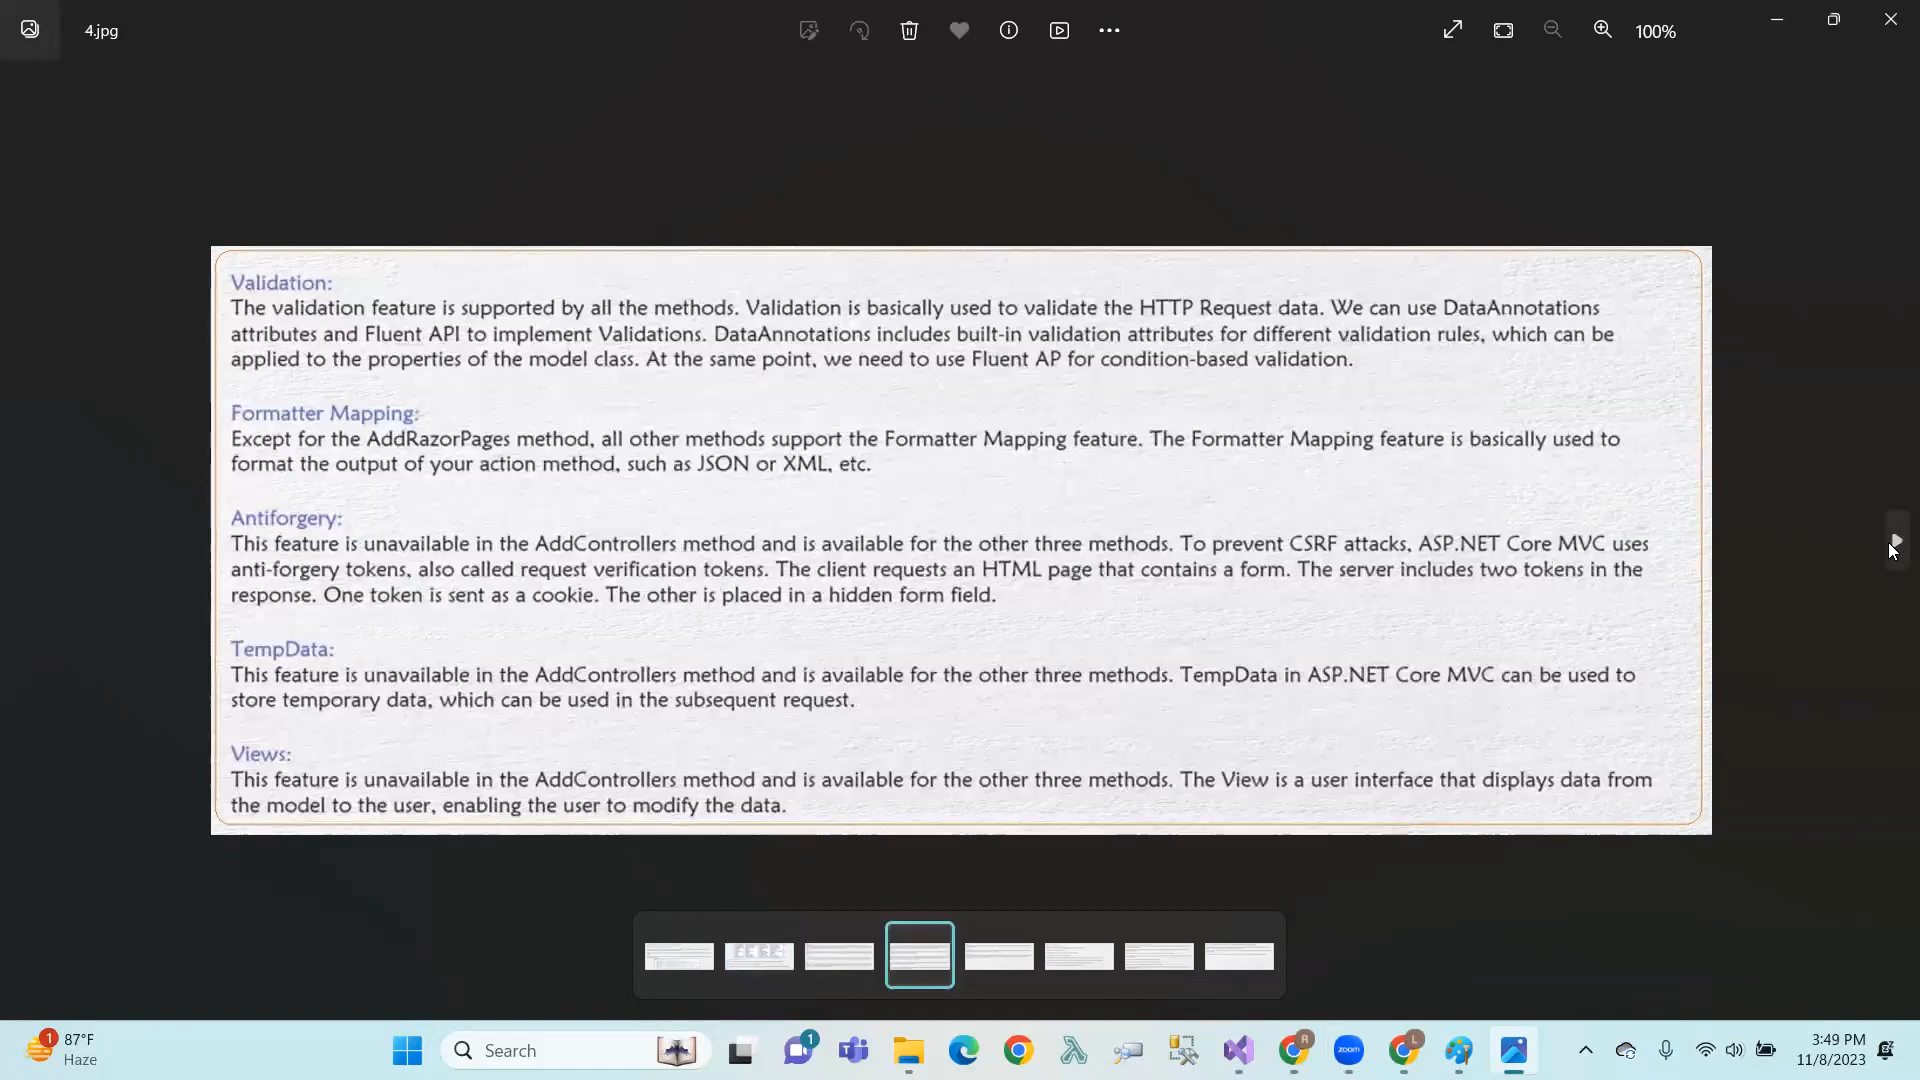 4.jpg
100%
Validation:
The validation feature is supported by all the methods. Validation is basically used to validate the HTTP Request data. We can use DataAnnotations
attributes and Fluent API to implement Validations. DataAnnotations includes built-in validation attributes for different validation rules, which can be
applied to the properties of the model class. At the same point, we need to use Fluent AP for condition-based validation.
Formatter Mapping:
Except for the AddRazorPages method, all other methods support the Formatter Mapping feature. The Formatter Mapping feature is basically used to
format the output of your action method, such as JSON or XML, etc.
Antiforgery:
This feature is unavailable in the AddControllers method and is available for the other three methods. To prevent CSRF attacks, ASP.NET Core MVC uses
anti-forgery tokens, also called request verification tokens. The client requests an HTML page that contains a form. The server includes two tokens in the
response. One token is sent as a cookie. The other is placed in a hidden form field.
TempData:
This feature is unavailable in the AddControllers method and is available for the other three methods. TempData in ASP.NET Core MVC can be used to
store temporary data, which can be used in the subsequent request.
Views:
This feature is unavailable in the AddControllers method and is available for the other three methods. The View is a user interface that displays data from
the model to the user, enabling the user to modify the data.
1
87°F
Haze
Search
1
R
zoom
L
3:49 PM
11/8/2023